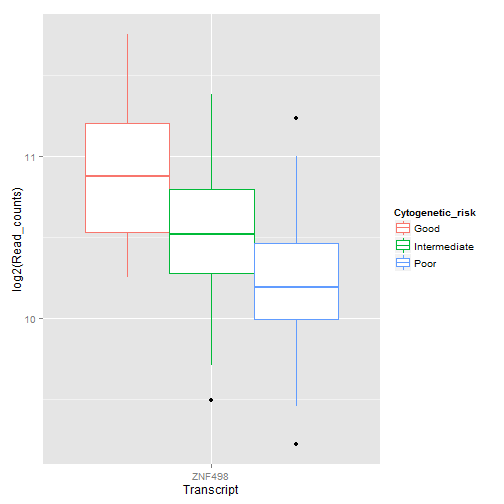 log2(Read_counts)
11
10
ZNF498
Transcript
Cytogenetic_risk
Good
Intermediate
Poor